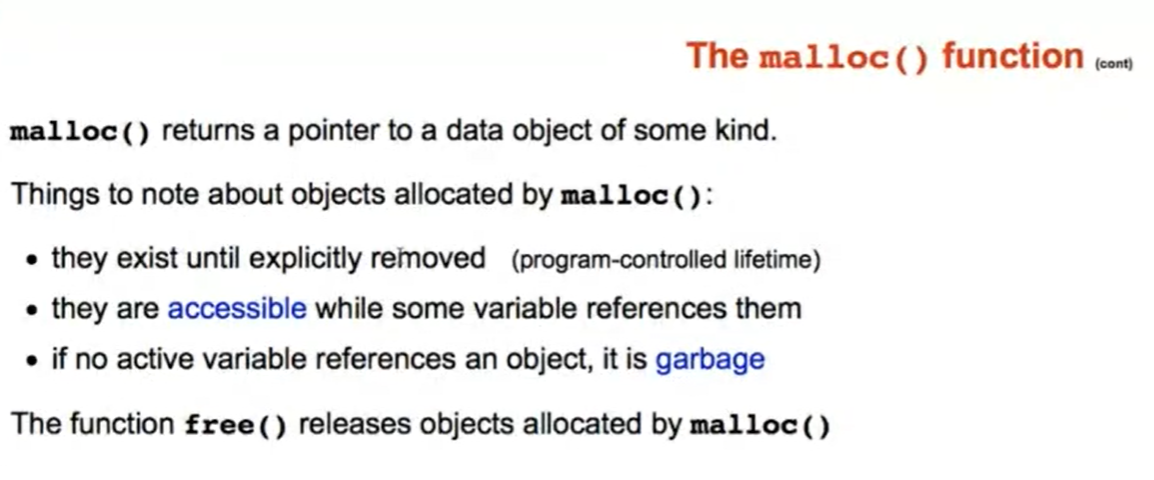 The malloc() function (cont)
malloc() returns a pointer to a data object of some kind.
Things to note about objects allocated by malloc():
• they exist until explicitly removed (program-controlled lifetime)
• they are accessible while some variable references them
• if no active variable references an object, it is garbage
The function free() releases objects allocated by malloc()